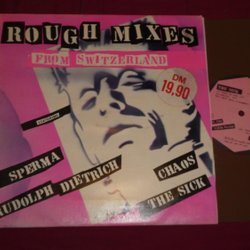 ROUGH MIXES
FROM SWITZERLAND
DM
19,90
SPERMA
RUDOLPH DIETRICH
CHAOS
THE SICK